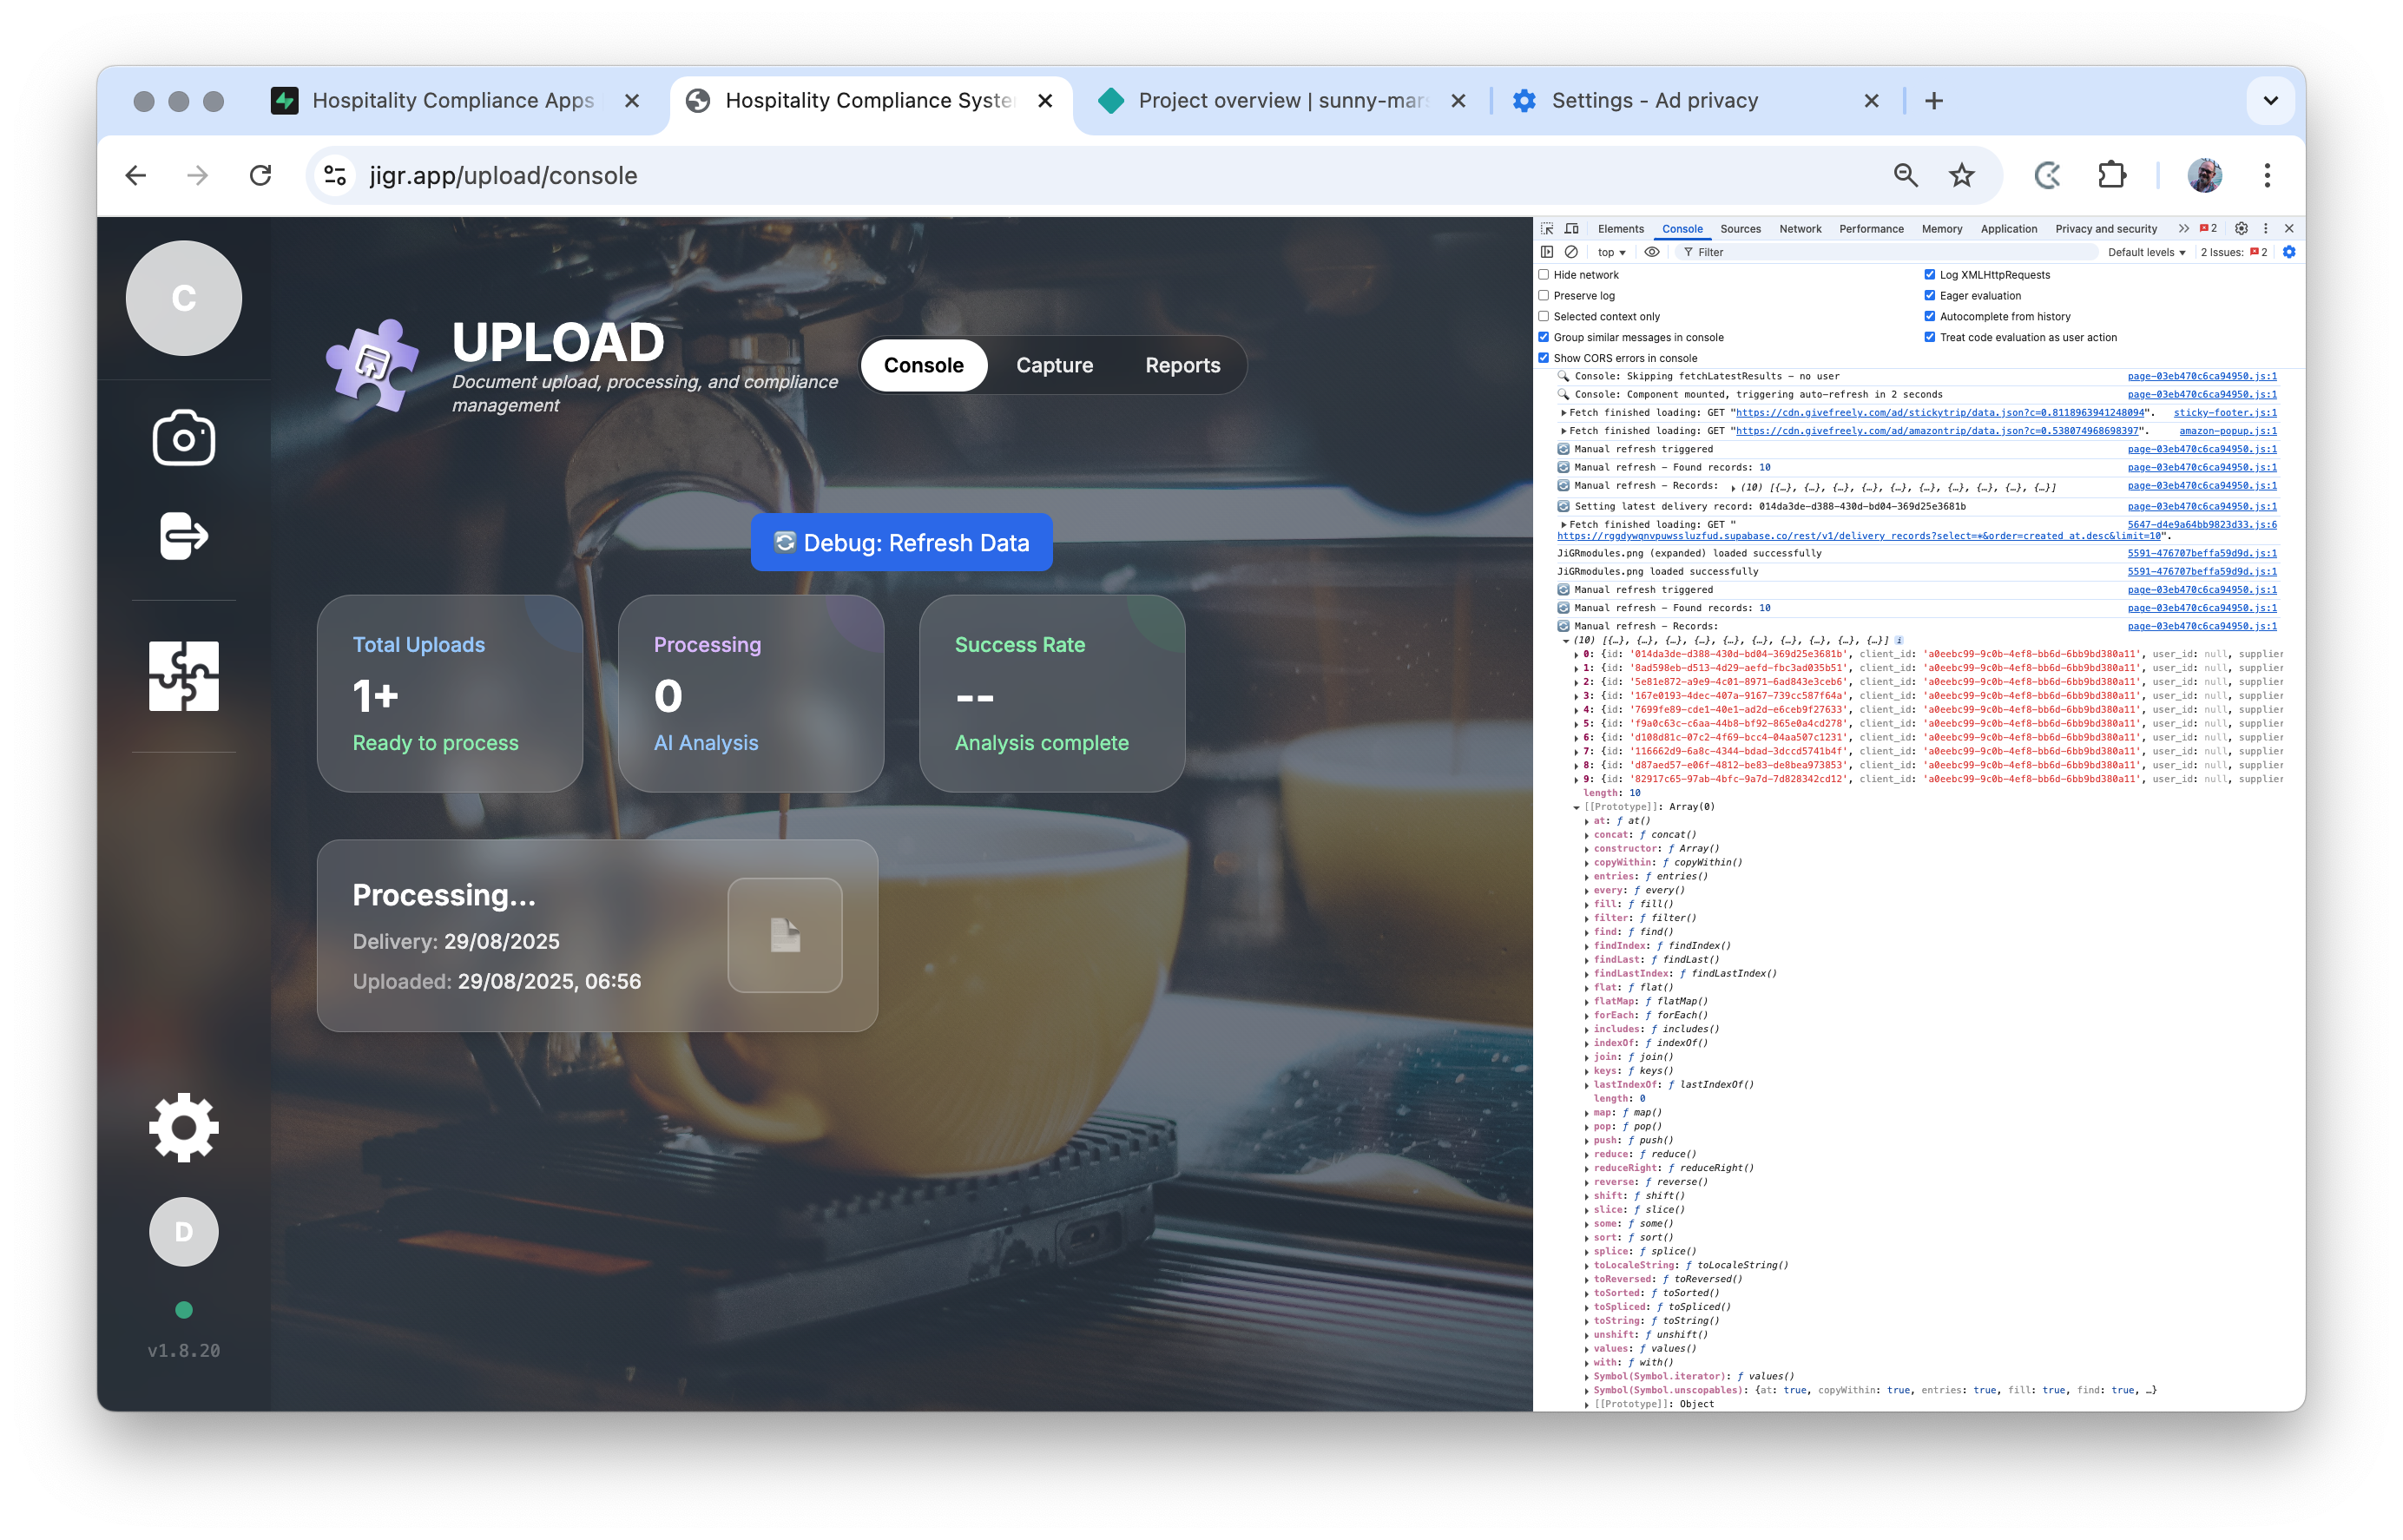 Hospitality Compliance Apps
Hospitality Compliance Syste
Project overview | sunny-mar
Settings - Ad privacy
jigr.app/upload/console
C
UPLOAD
Document upload, processing, and compliance
management
Console
Capture
Reports
Debug: Refresh Data
Total Uploads
1+
Ready to process
Processing
0
AI Analysis
Success Rate
--
Analysis complete
Processing...
Delivery: 29/08/2025
Uploaded: 29/08/2025, 06:56
D
v1.8.20
Elements Console Sources Network Performance Memory Application Privacy and security 2
top Filter Default levels 2 Issues: 2
Hide network
Log XMLHttpRequests
Preserve log
Eager evaluation
Selected context only
Autocomplete from history
Group similar messages in console
Treat code evaluation as user action
Show CORS errors in console
Console: Skipping fetchLatestResults – no user page-03eb470c6ca94950.js:1
Console: Component mounted, triggering auto-refresh in 2 seconds page-03eb470c6ca94950.js:1
Fetch finished loading: GET "https://cdn.givefreely.com/ad/stickytrip/data.json?c=0.8118963941248094". sticky-footer.js:1
Fetch finished loading: GET "https://cdn.givefreely.com/ad/amazontrip/data.json?c=0.538074968698397". amazon-popup.js:1
Manual refresh triggered page-03eb470c6ca94950.js:1
Manual refresh – Found records: 10 page-03eb470c6ca94950.js:1
Manual refresh – Records: (10) [{…}, {…}, {…}, {…}, {…}, {…}, {…}, {…}, {…}, {…}] page-03eb470c6ca94950.js:1
Setting latest delivery record: 014da3de-d388-430d-bd04-369d25e3681b page-03eb470c6ca94950.js:1
Fetch finished loading: GET " 5647-d4e9a64bb9823d33.js:6
https://rggdywqnvpuwssluzfud.supabase.co/rest/v1/delivery_records?select=*&order=created_at.desc&limit=10".
JiGRmodules.png (expanded) loaded successfully 5591-476707beffa59d9d.js:1
JiGRmodules.png loaded successfully 5591-476707beffa59d9d.js:1
Manual refresh triggered page-03eb470c6ca94950.js:1
Manual refresh – Found records: 10 page-03eb470c6ca94950.js:1
Manual refresh – Records: page-03eb470c6ca94950.js:1
(10) [{…}, {…}, {…}, {…}, {…}, {…}, {…}, {…}, {…}, {…}] i
0: {id: '014da3de-d388-430d-bd04-369d25e3681b', client_id: 'a0eebc99-9c0b-4ef8-bb6d-6bb9bd380a11', user_id: null, supplier
1: {id: '8ad598eb-d513-4d29-aefd-fbc3ad035b51', client_id: 'a0eebc99-9c0b-4ef8-bb6d-6bb9bd380a11', user_id: null, supplier
2: {id: '5e81e872-a9e9-4c01-8971-6ad843e3ceb6', client_id: 'a0eebc99-9c0b-4ef8-bb6d-6bb9bd380a11', user_id: null, supplier
3: {id: '167e0193-4dec-407a-9167-739cc587f64a', client_id: 'a0eebc99-9c0b-4ef8-bb6d-6bb9bd380a11', user_id: null, supplier
4: {id: '7699fe89-cde1-40e1-ad2d-e6ceb9f27633', client_id: 'a0eebc99-9c0b-4ef8-bb6d-6bb9bd380a11', user_id: null, supplier
5: {id: 'f9a0c63c-c6aa-44b8-bf92-865e0a4cd278', client_id: 'a0eebc99-9c0b-4ef8-bb6d-6bb9bd380a11', user_id: null, supplier
6: {id: 'd108d81c-07c2-4f69-bcc4-04aa507c1231', client_id: 'a0eebc99-9c0b-4ef8-bb6d-6bb9bd380a11', user_id: null, supplier
7: {id: '116662d9-6a8c-4344-bdad-3dccd5741b4f', client_id: 'a0eebc99-9c0b-4ef8-bb6d-6bb9bd380a11', user_id: null, supplier
8: {id: 'd87aed57-e06f-4812-be83-de8bea973853', client_id: 'a0eebc99-9c0b-4ef8-bb6d-6bb9bd380a11', user_id: null, supplier
9: {id: '82917c65-97ab-4bfc-9a7d-7d828342cd12', client_id: 'a0eebc99-9c0b-4ef8-bb6d-6bb9bd380a11', user_id: null, supplier
length: 10
[[Prototype]]: Array(0)
at: ƒ at()
concat: ƒ concat()
constructor: ƒ Array()
copyWithin: ƒ copyWithin()
entries: ƒ entries()
every: ƒ every()
fill: ƒ fill()
filter: ƒ filter()
find: ƒ find()
findIndex: ƒ findIndex()
findLast: ƒ findLast()
findLastIndex: ƒ findLastIndex()
flat: ƒ flat()
flatMap: ƒ flatMap()
forEach: ƒ forEach()
includes: ƒ includes()
indexOf: ƒ indexOf()
join: ƒ join()
keys: ƒ keys()
lastIndexOf: ƒ lastIndexOf()
length: 0
map: ƒ map()
pop: ƒ pop()
push: ƒ push()
reduce: ƒ reduce()
reduceRight: ƒ reduceRight()
reverse: ƒ reverse()
shift: ƒ shift()
slice: ƒ slice()
some: ƒ some()
sort: ƒ sort()
splice: ƒ splice()
toLocaleString: ƒ toLocaleString()
toReversed: ƒ toReversed()
toSorted: ƒ toSorted()
toSpliced: ƒ toSpliced()
toString: ƒ toString()
unshift: ƒ unshift()
values: ƒ values()
with: ƒ with()
Symbol(Symbol.iterator): ƒ values()
Symbol(Symbol.unscopables): {at: true, copyWithin: true, entries: true, fill: true, find: true, …}
[[Prototype]]: Object